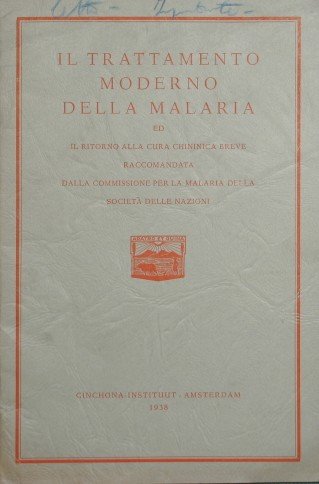 IL TRATTAMENTO
MODERNO
DELLA MALARIA
ED
IL RITORNO ALLA CURA CHININICA BREVE
RACCOMANDATA
DALLA COMMISSIONE PER LA MALARIA DELLA
SOCIETÀ DELLE NAZIONI
CINCHONA-INSTITUUT - AMSTERDAM
1938